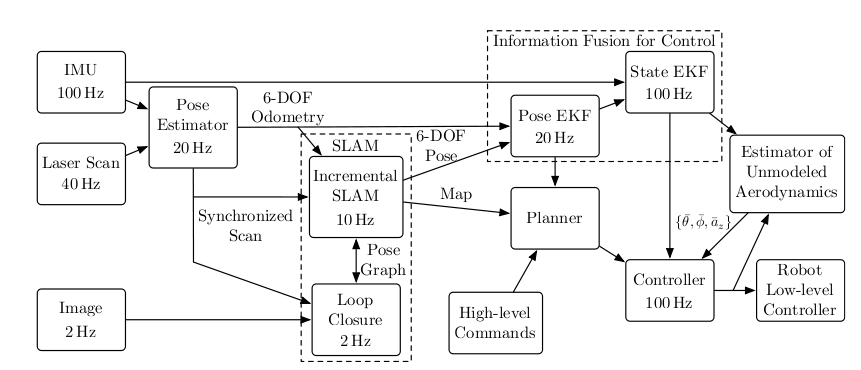 Information Fusion for Control
IMU
100 Hz
State EKF
100 Hz
Pose
Estimator
20 Hz
6-DOF
Odometry
Pose EKF
20 Hz
Laser Scan
40 Hz
SLAM
6-DOF
Pose
Estimator of
Unmodeled
Aerodynamics
Incremental
SLAM
10 Hz
Map
Planner
Synchronized
Scan
{θ̄, φ̄, ā_z}
Pose
Graph
Controller
100 Hz
Robot
Low-level
Controller
Image
2 Hz
Loop
Closure
2 Hz
High-level
Commands